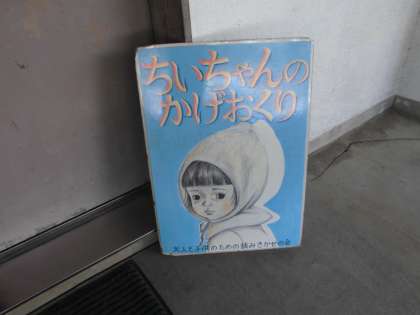 ちいちゃんの
かげおくり
大人と子供のための読みきかせの会